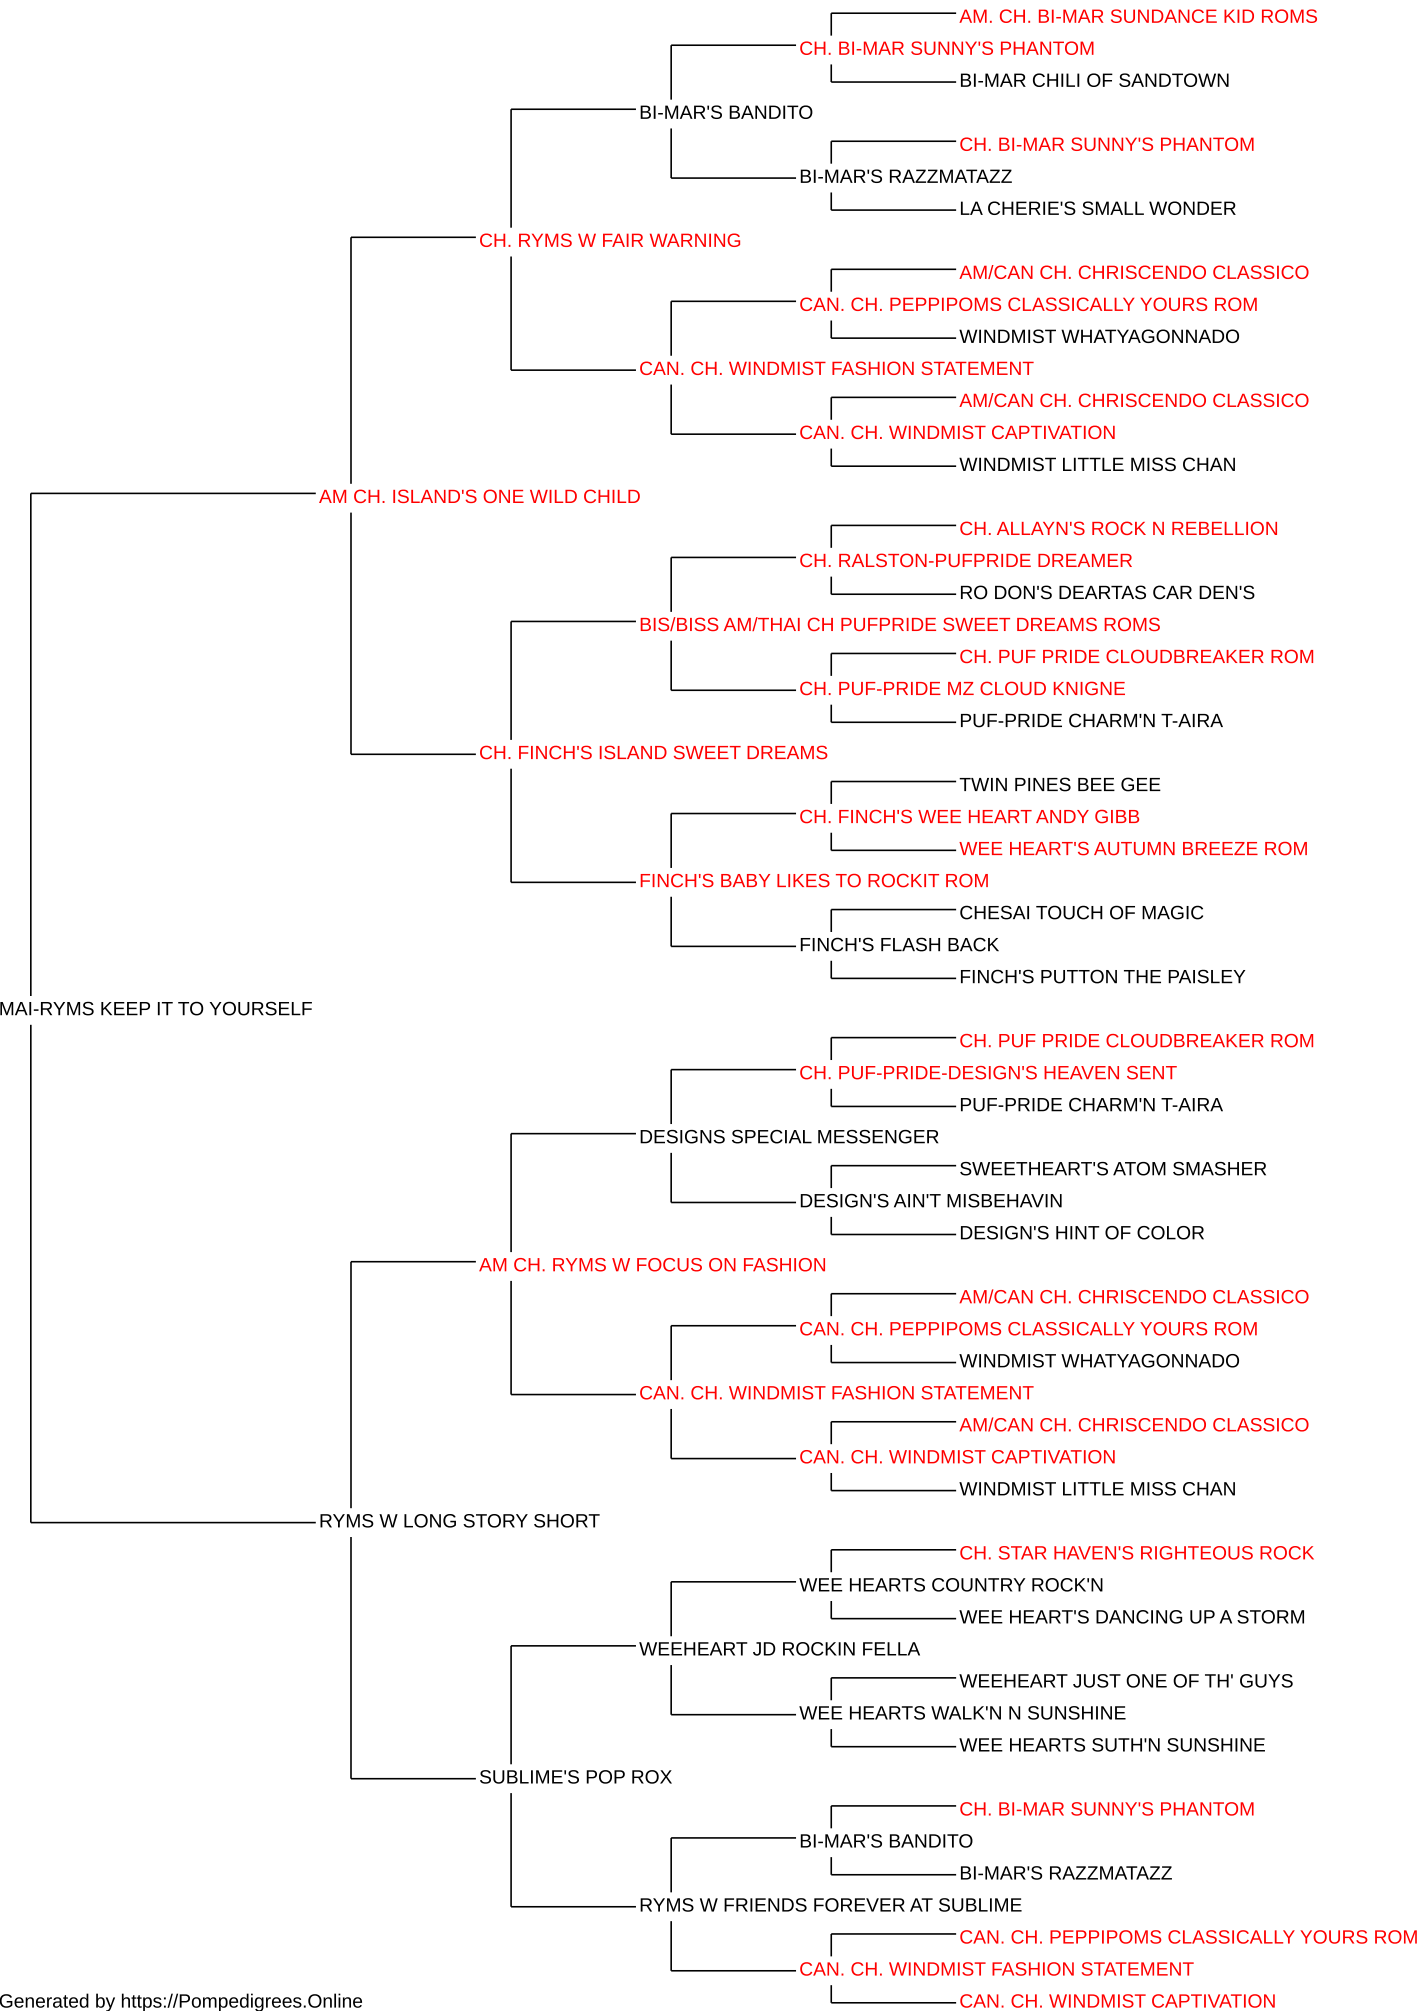 AM. CH. BI-MAR SUNDANCE KID ROMS
CH. BI-MAR SUNNY'S PHANTOM
BI-MAR CHILI OF SANDTOWN
BI-MAR'S BANDITO
CH. BI-MAR SUNNY'S PHANTOM
BI-MAR'S RAZZMATAZZ
LA CHERIE'S SMALL WONDER
CH. RYMS W FAIR WARNING
AM/CAN CH. CHRISCENDO CLASSICO
CAN. CH. PEPPIPOMS CLASSICALLY YOURS ROM
WINDMIST WHATYAGONNADO
CAN. CH. WINDMIST FASHION STATEMENT
AM/CAN CH. CHRISCENDO CLASSICO
CAN. CH. WINDMIST CAPTIVATION
WINDMIST LITTLE MISS CHAN
AM CH. ISLAND'S ONE WILD CHILD
CH. ALLAYN'S ROCK N REBELLION
CH. RALSTON-PUFPRIDE DREAMER
RO DON'S DEARTAS CAR DEN'S
BIS/BISS AM/THAI CH PUFPRIDE SWEET DREAMS ROMS
CH. PUF PRIDE CLOUDBREAKER ROM
CH. PUF-PRIDE MZ CLOUD KNIGNE
PUF-PRIDE CHARM'N T-AIRA
CH. FINCH'S ISLAND SWEET DREAMS
TWIN PINES BEE GEE
CH. FINCH'S WEE HEART ANDY GIBB
WEE HEART'S AUTUMN BREEZE ROM
FINCH'S BABY LIKES TO ROCKIT ROM
CHESAI TOUCH OF MAGIC
FINCH'S FLASH BACK
FINCH'S PUTTON THE PAISLEY
MAI-RYMS KEEP IT TO YOURSELF
CH. PUF PRIDE CLOUDBREAKER ROM
CH. PUF-PRIDE-DESIGN'S HEAVEN SENT
PUF-PRIDE CHARM'N T-AIRA
DESIGNS SPECIAL MESSENGER
SWEETHEART'S ATOM SMASHER
DESIGN'S AIN'T MISBEHAVIN
DESIGN'S HINT OF COLOR
AM CH. RYMS W FOCUS ON FASHION
AM/CAN CH. CHRISCENDO CLASSICO
CAN. CH. PEPPIPOMS CLASSICALLY YOURS ROM
WINDMIST WHATYAGONNADO
CAN. CH. WINDMIST FASHION STATEMENT
AM/CAN CH. CHRISCENDO CLASSICO
CAN. CH. WINDMIST CAPTIVATION
WINDMIST LITTLE MISS CHAN
RYMS W LONG STORY SHORT
CH. STAR HAVEN'S RIGHTEOUS ROCK
WEE HEARTS COUNTRY ROCK'N
WEE HEART'S DANCING UP A STORM
WEEHEART JD ROCKIN FELLA
WEEHEART JUST ONE OF TH' GUYS
WEE HEARTS WALK'N N SUNSHINE
WEE HEARTS SUTH'N SUNSHINE
SUBLIME'S POP ROX
CH. BI-MAR SUNNY'S PHANTOM
BI-MAR'S BANDITO
BI-MAR'S RAZZMATAZZ
RYMS W FRIENDS FOREVER AT SUBLIME
CAN. CH. PEPPIPOMS CLASSICALLY YOURS ROM
CAN. CH. WINDMIST FASHION STATEMENT
CAN. CH. WINDMIST CAPTIVATION
Generated by https://Pompedigrees.Online